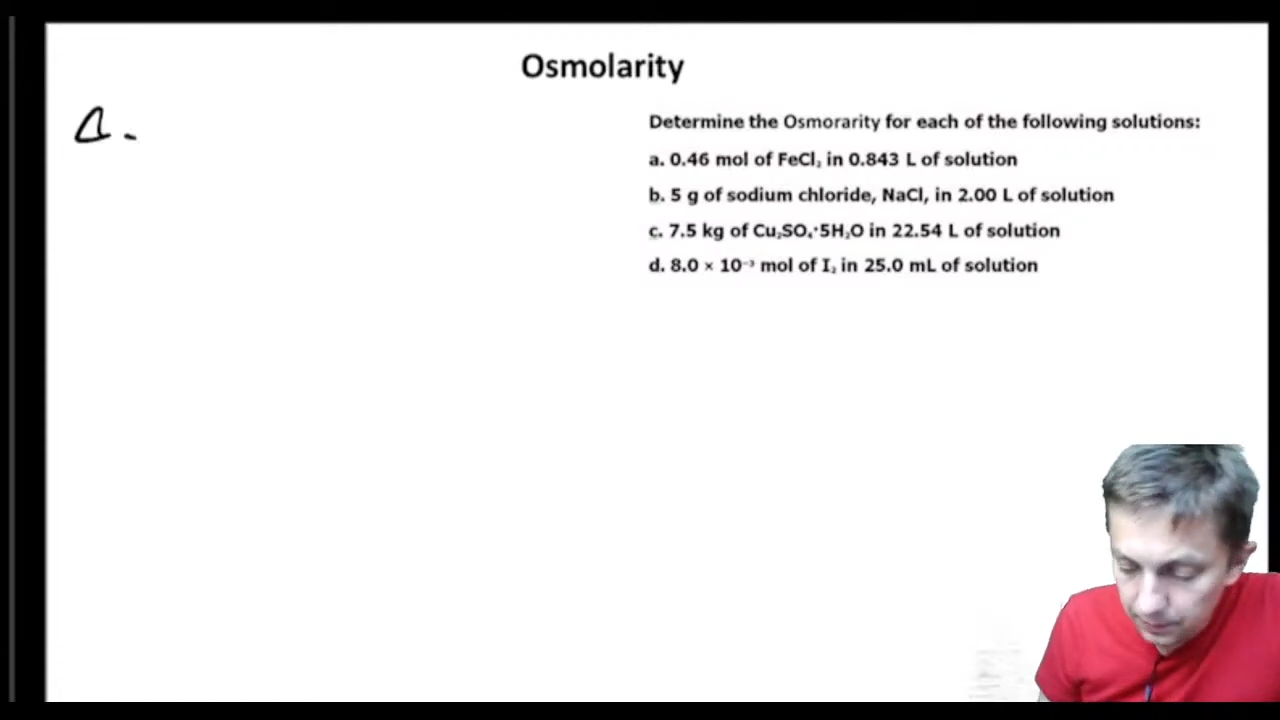 Osmolarity
a.
Determine the Osmorarity for each of the following solutions:
a. 0.46 mol of FeCl₂ in 0.843 L of solution
b. 5 g of sodium chloride, NaCl, in 2.00 L of solution
c. 7.5 kg of Cu₂SO₄·5H₂O in 22.54 L of solution
d. 8.0 × 10⁻³ mol of I₂ in 25.0 mL of solution